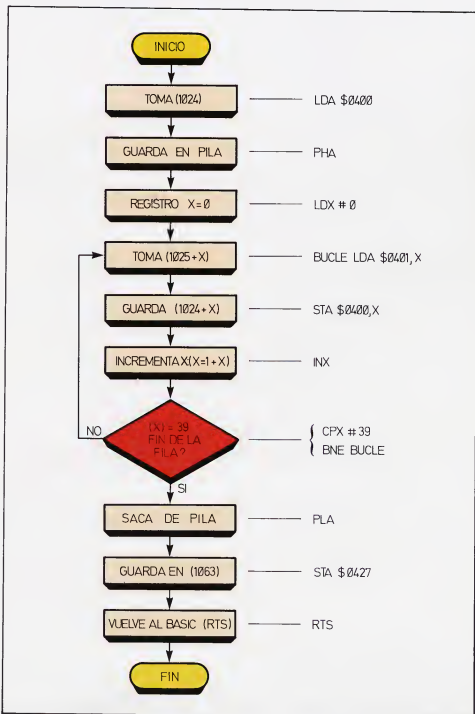 INICIO
TOMA (1024) LDA $0400
GUARDA EN PILA PHA
REGISTRO X=0 LDX # 0
TOMA (1025+X) BUCLE LDA $0401,X
GUARDA (1024+X) STA $0400,X
INCREMENTA X(X=1+X) INX
(X) = 39
NO FIN DE LA
FILA?
{ CPX #39
{ BNE BUCLE
SI
SACA DE PILA PLA
GUARDA EN (1063) STA $0427
VUELVE AL BASIC (RTS) RTS
FIN